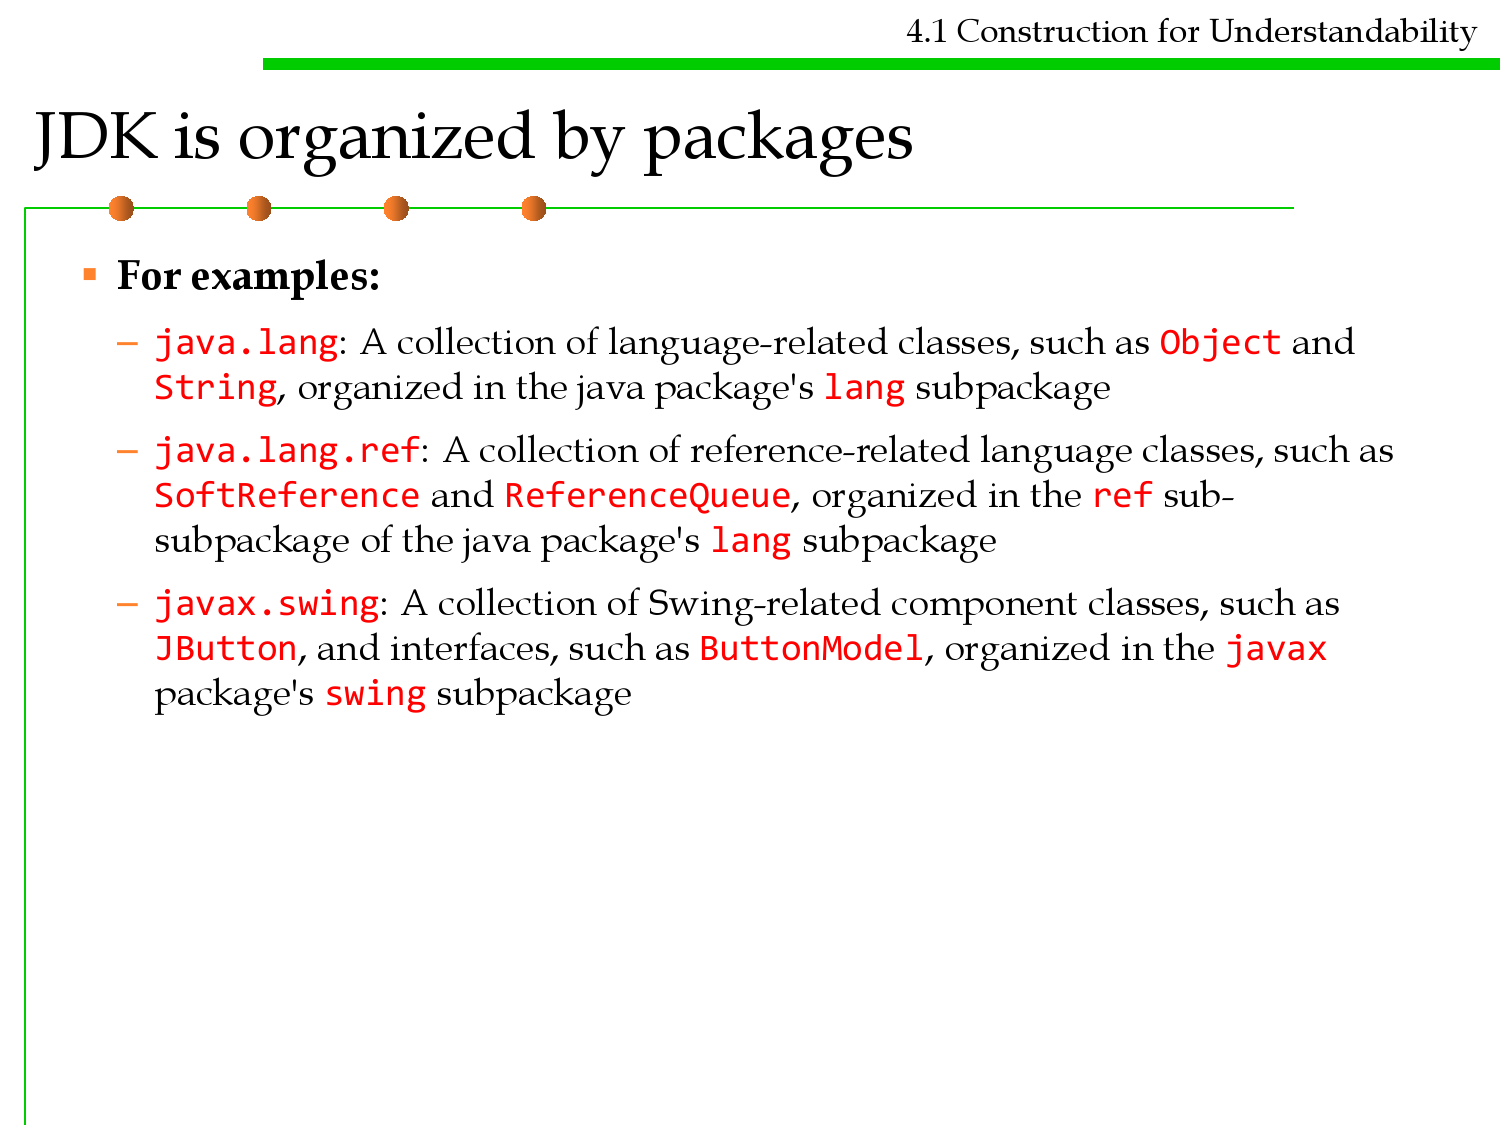 4.1 Construction for Understandability
JDK is organized by packages
▪ For examples:
– java.lang: A collection of language-related classes, such as Object and
String, organized in the java package's lang subpackage
– java.lang.ref: A collection of reference-related language classes, such as
SoftReference and ReferenceQueue, organized in the ref sub-
subpackage of the java package's lang subpackage
– javax.swing: A collection of Swing-related component classes, such as
JButton, and interfaces, such as ButtonModel, organized in the javax
package's swing subpackage